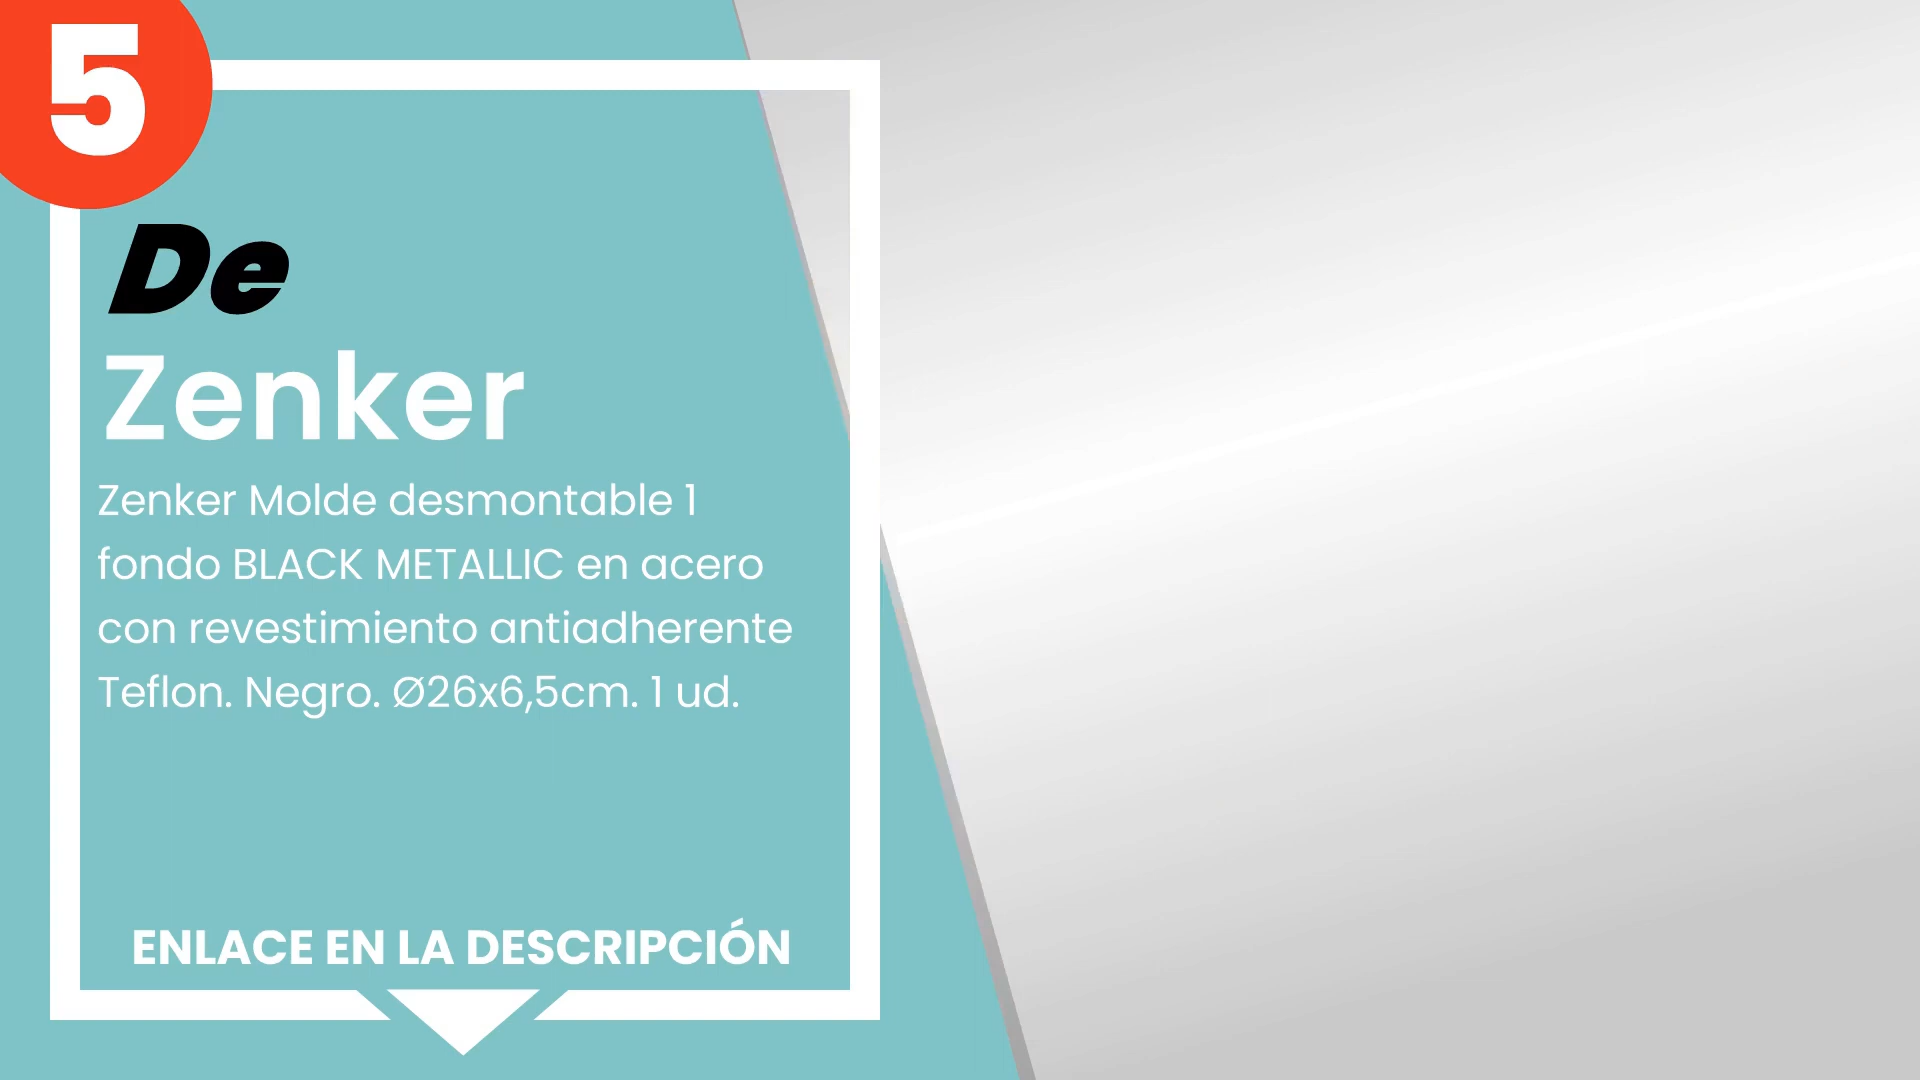 5
De
Zenker
Zenker Molde desmontable 1
fondo BLACK METALLIC en acero
con revestimiento antiadherente
Teflon. Negro. Ø26x6,5cm. 1 ud.
ENLACE EN LA DESCRIPCIÓN